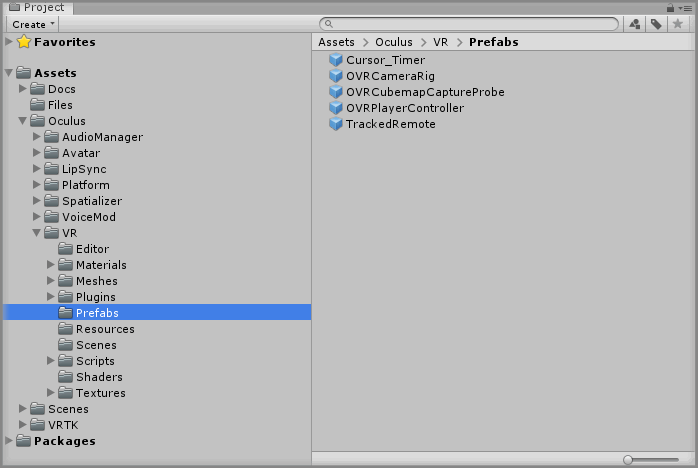 Project
Create
Favorites
Assets
Docs
Files
Oculus
AudioManager
Avatar
LipSync
Platform
Spatializer
VoiceMod
VR
Editor
Materials
Meshes
Plugins
Prefabs
Resources
Scenes
Scripts
Shaders
Textures
Scenes
VRTK
Packages
Assets > Oculus > VR > Prefabs
Cursor_Timer
OVRCameraRig
OVRCubemapCaptureProbe
OVRPlayerController
TrackedRemote